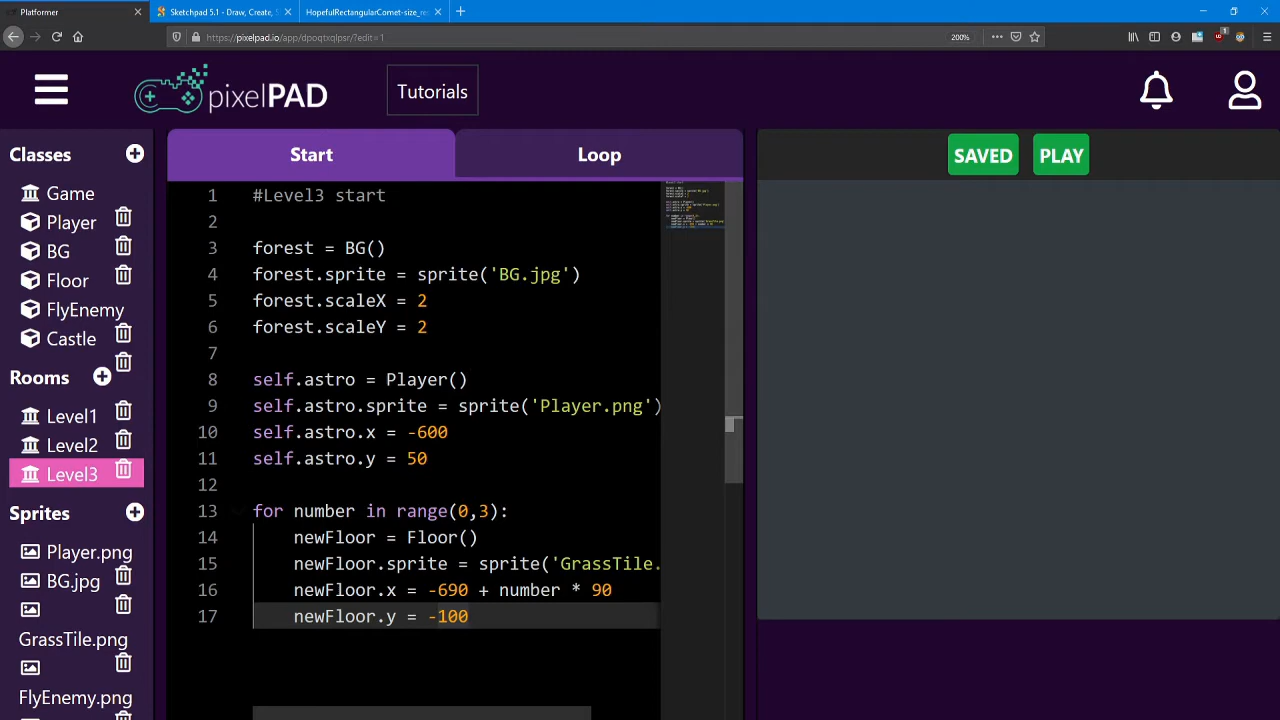 Platformer
Sketchpad 5.1 - Draw, Create,
HopefulRectangularComet-size_re
https://pixelpad.io/app/dpoqtxqlpsr/?edit=1
200%
1
pixelPAD
Tutorials
Classes
Game
Player
BG
Floor
FlyEnemy
Castle
Rooms
Level1
Level2
Level3
Sprites
Player.png
BG.jpg
GrassTile.png
FlyEnemy.png
Start
Loop
1 #Level3 start
2
3 forest = BG()
4 forest.sprite = sprite('BG.jpg')
5 forest.scaleX = 2
6 forest.scaleY = 2
7
8 self.astro = Player()
9 self.astro.sprite = sprite('Player.png')
10 self.astro.x = -600
11 self.astro.y = 50
12
13 for number in range(0,3):
14 newFloor = Floor()
15 newFloor.sprite = sprite('GrassTile.
16 newFloor.x = -690 + number * 90
17 newFloor.y = -100
SAVED
PLAY